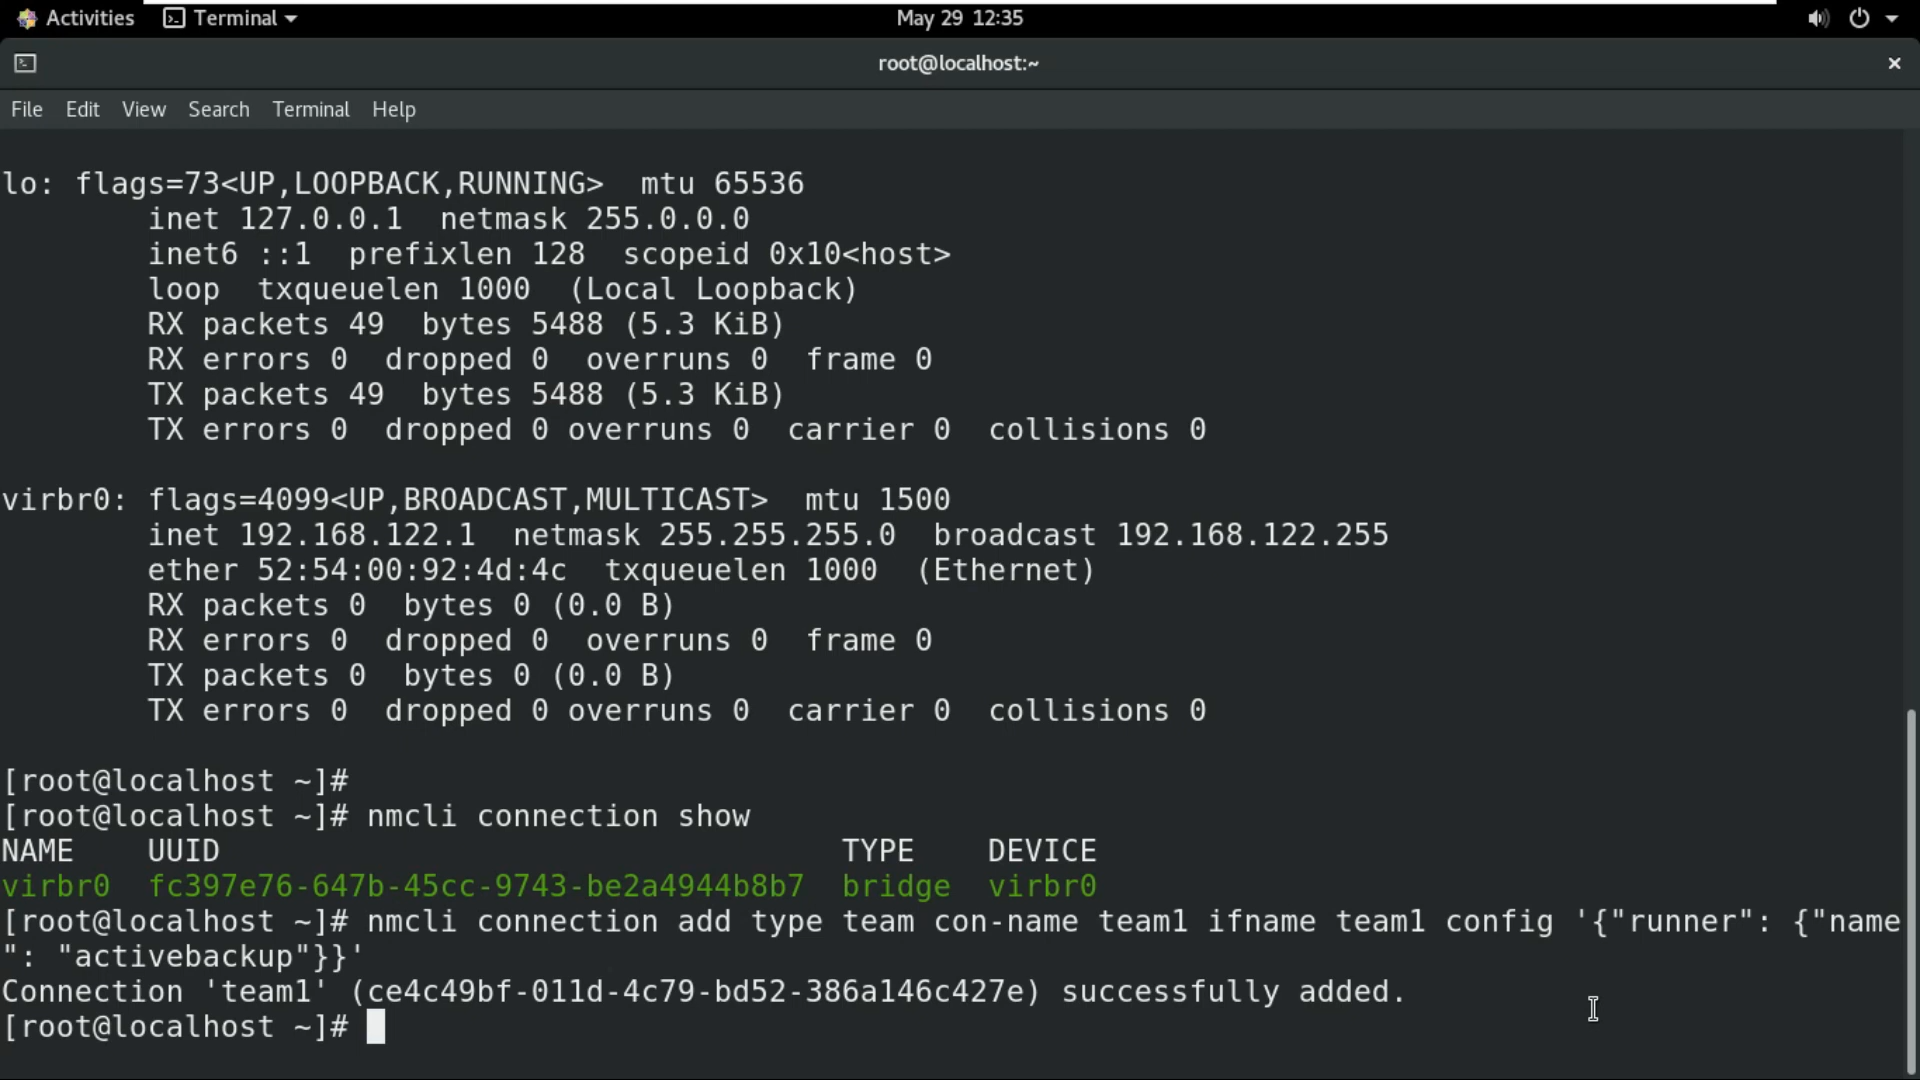 Activities Terminal May 29 12:35
root@localhost:~ ×
File Edit View Search Terminal Help
lo: flags=73<UP,LOOPBACK,RUNNING>  mtu 65536
        inet 127.0.0.1  netmask 255.0.0.0
        inet6 ::1  prefixlen 128  scopeid 0x10<host>
        loop  txqueuelen 1000  (Local Loopback)
        RX packets 49  bytes 5488 (5.3 KiB)
        RX errors 0  dropped 0  overruns 0  frame 0
        TX packets 49  bytes 5488 (5.3 KiB)
        TX errors 0  dropped 0 overruns 0  carrier 0  collisions 0
virbr0: flags=4099<UP,BROADCAST,MULTICAST>  mtu 1500
        inet 192.168.122.1  netmask 255.255.255.0  broadcast 192.168.122.255
        ether 52:54:00:92:4d:4c  txqueuelen 1000  (Ethernet)
        RX packets 0  bytes 0 (0.0 B)
        RX errors 0  dropped 0  overruns 0  frame 0
        TX packets 0  bytes 0 (0.0 B)
        TX errors 0  dropped 0 overruns 0  carrier 0  collisions 0
[root@localhost ~]#
[root@localhost ~]# nmcli connection show
NAME    UUID                                  TYPE    DEVICE
virbr0  fc397e76-647b-45cc-9743-be2a4944b8b7  bridge  virbr0
[root@localhost ~]# nmcli connection add type team con-name team1 ifname team1 config '{"runner": {"name
": "activebackup"}}'
Connection 'team1' (ce4c49bf-011d-4c79-bd52-386a146c427e) successfully added.
[root@localhost ~]#